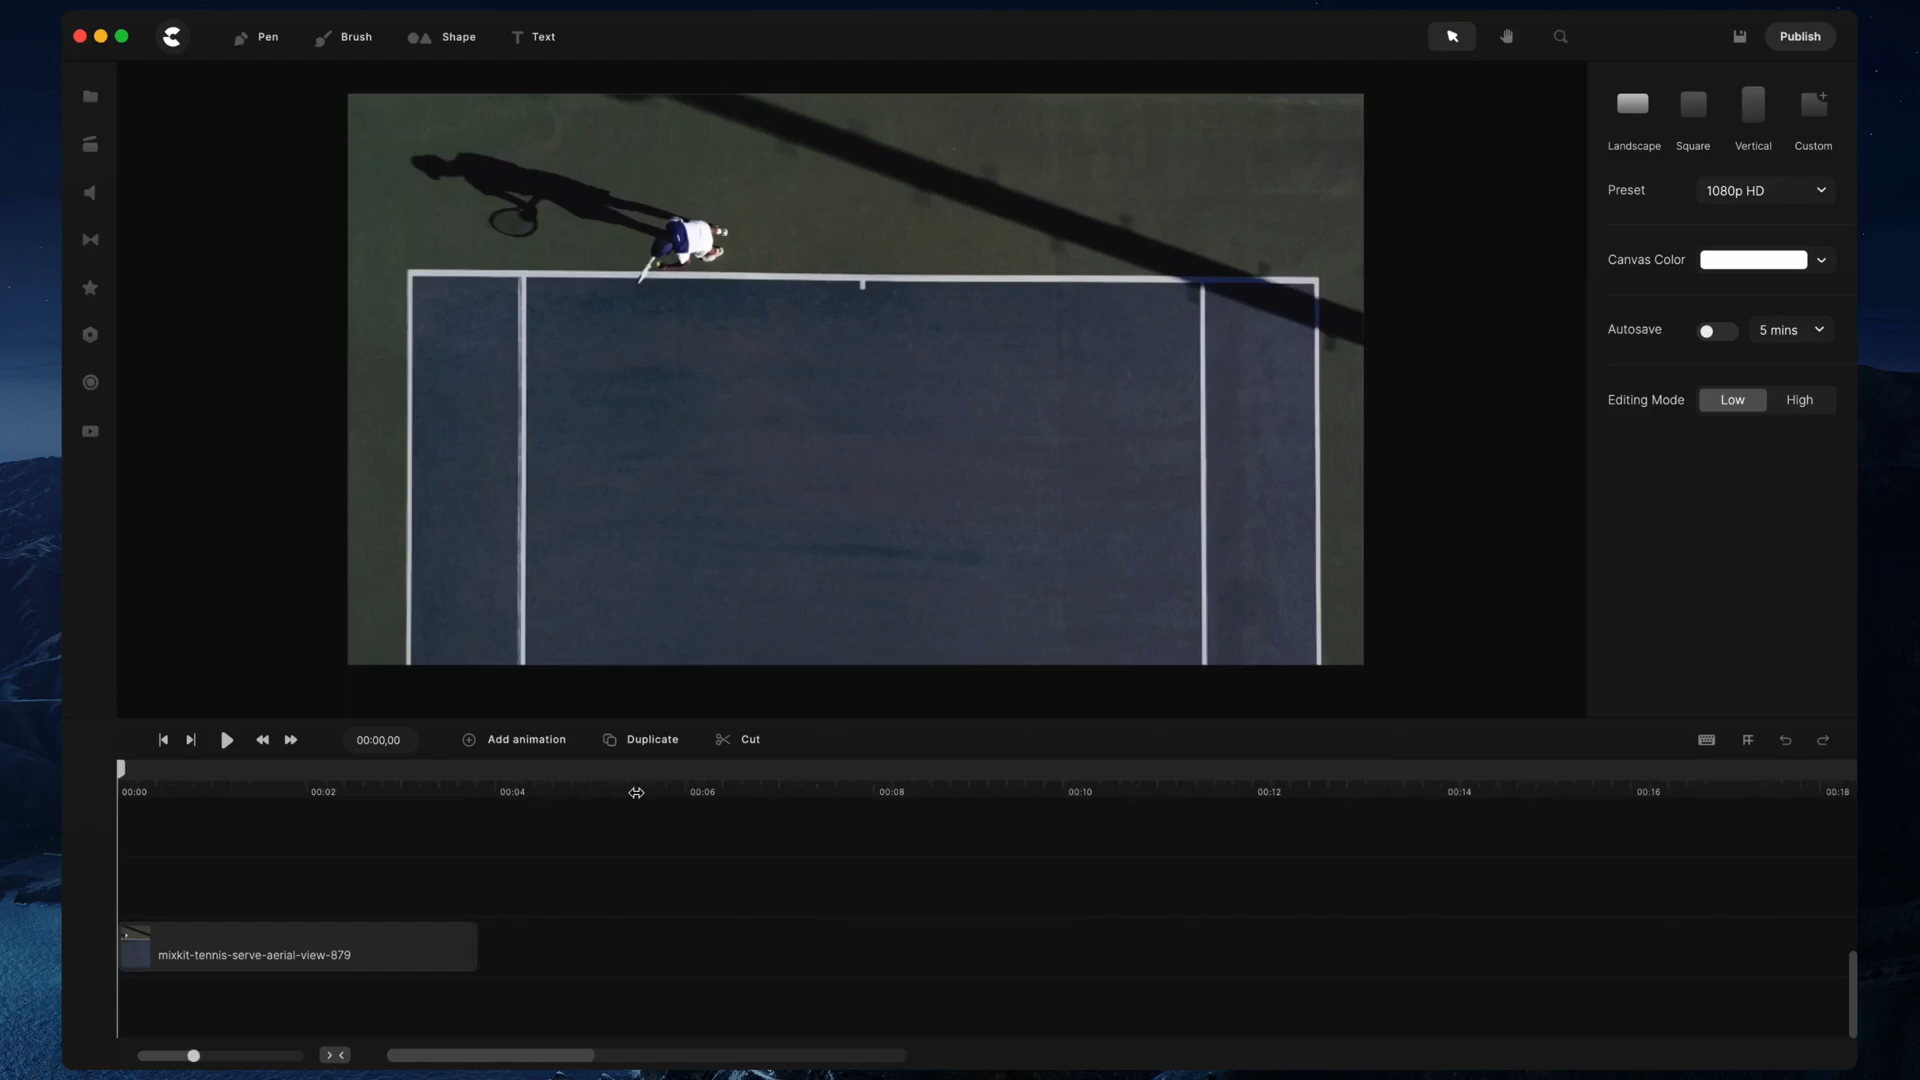 Pen Brush Shape Text Publish
Landscape Square Vertical Custom
Preset 1080p HD
Canvas Color
Autosave 5 mins
Editing Mode Low High
00:00,00 Add animation Duplicate Cut
00:00 00:02 00:04 00:06 00:08 00:10 00:12 00:14 00:16 00:18
mixkit-tennis-serve-aerial-view-879